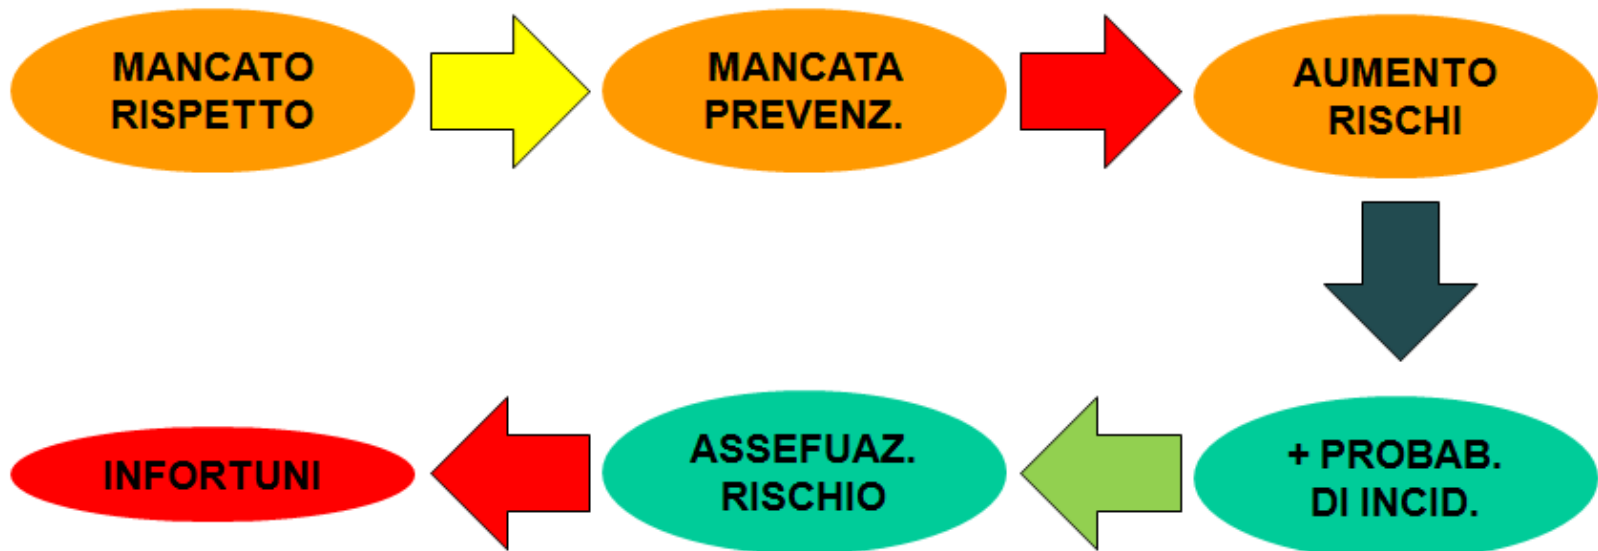 MANCATO
RISPETTO
MANCATA
PREVENZ.
AUMENTO
RISCHI
+ PROBAB.
DI INCID.
ASSEFUAZ.
RISCHIO
INFORTUNI